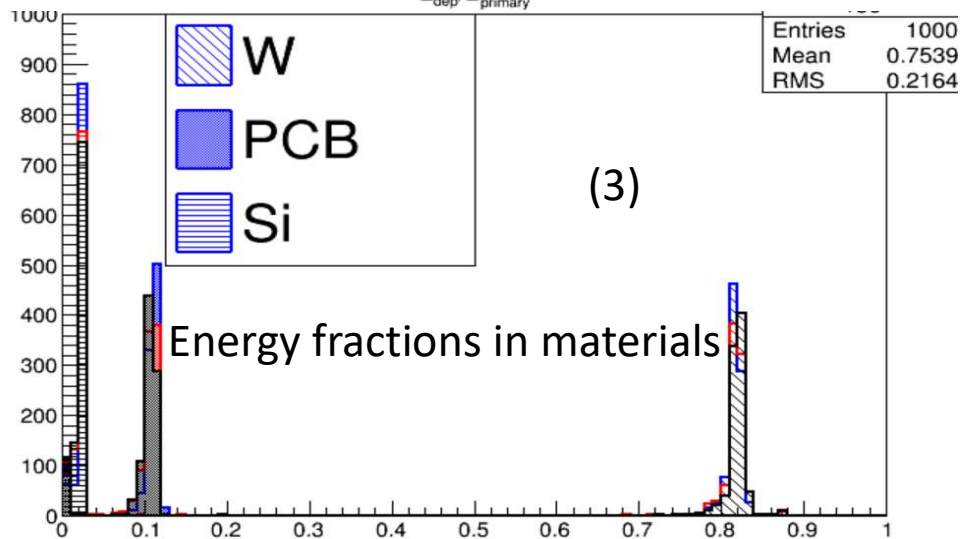 dep primary
1000
Entries 1000
Mean 0.7539
RMS 0.2164
W
PCB
Si
(3)
Energy fractions in materials
900
800
700
600
500
400
300
200
100
0
0 0.1 0.2 0.3 0.4 0.5 0.6 0.7 0.8 0.9 1